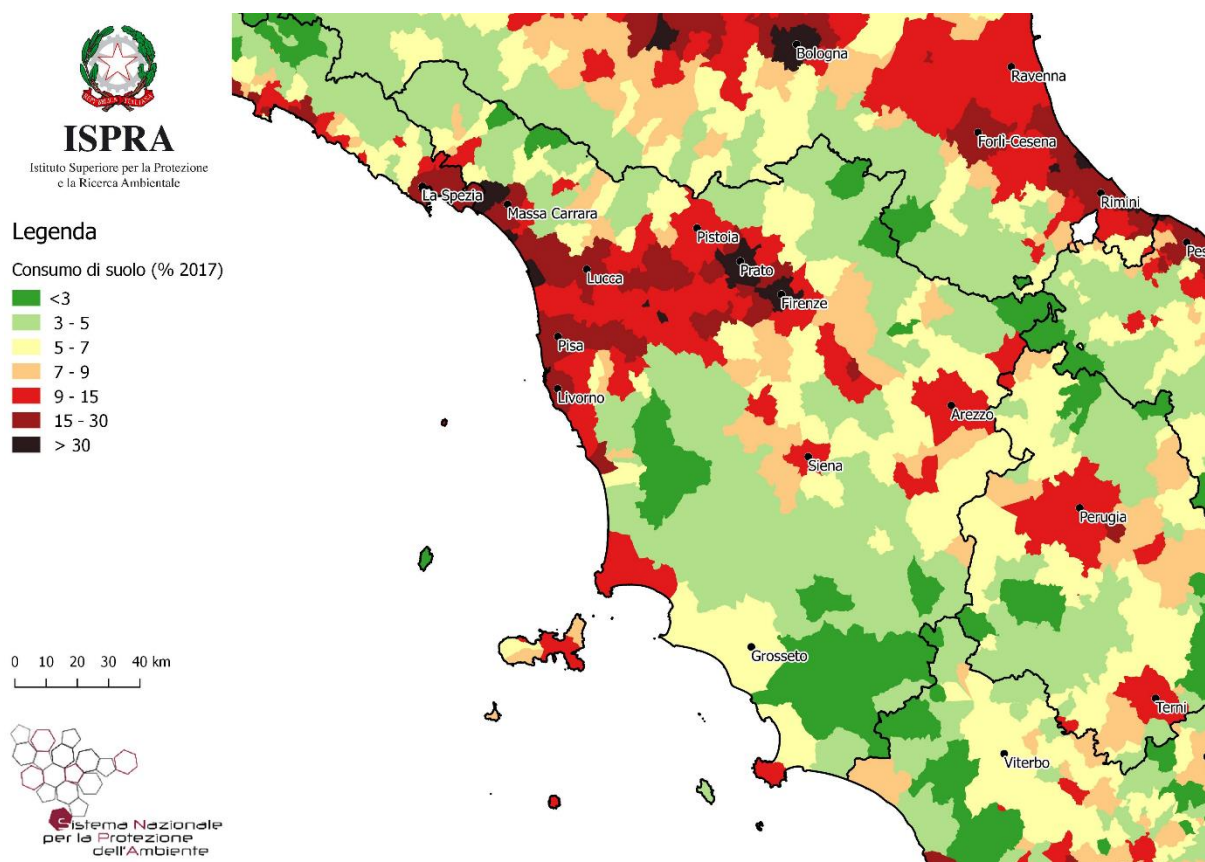 ISPRA
Istituto Superiore per la Protezione
e la Ricerca Ambientale
Legenda
Consumo di suolo (% 2017)
<3
3 - 5
5 - 7
7 - 9
9 - 15
15 - 30
> 30
0 10 20 30 40 km
Sistema Nazionale
per la Protezione
dell'Ambiente
Bologna
Ravenna
Forlì-Cesena
La Spezia
Massa Carrara
Rimini
Pistoia
Pes
Prato
Lucca
Firenze
Pisa
Livorno
Arezzo
Siena
Perugia
Grosseto
Terni
Viterbo